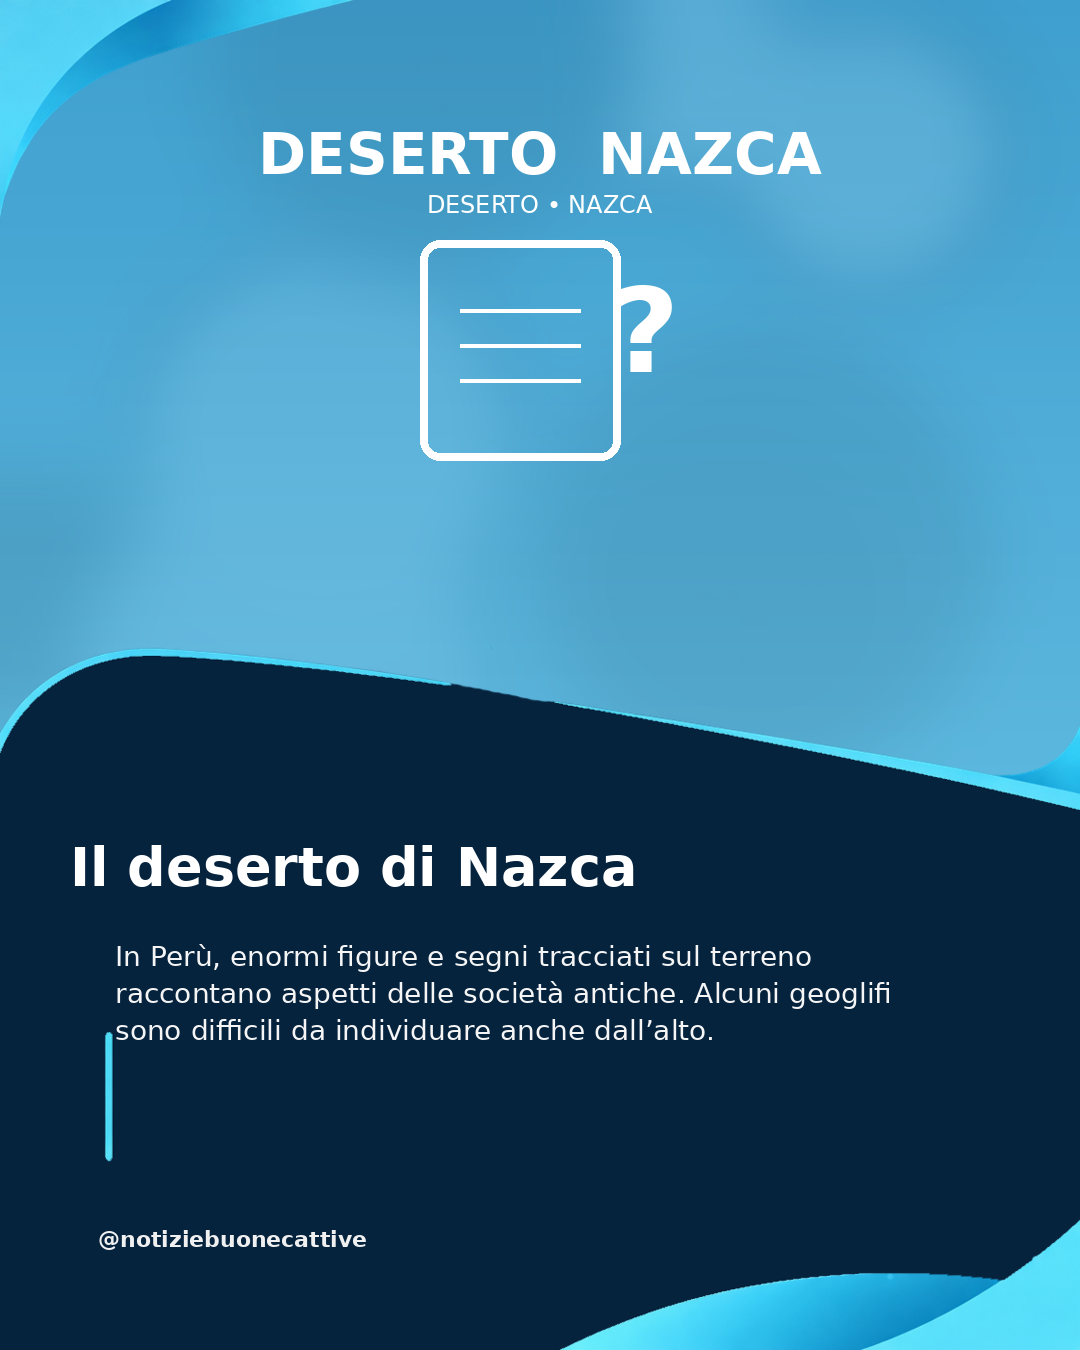 DESERTO NAZCA
DESERTO • NAZCA
?
Il deserto di Nazca
In Perù, enormi figure e segni tracciati sul terreno
raccontano aspetti delle società antiche. Alcuni geoglifi
sono difficili da individuare anche dall’alto.
@notiziebuonecattive